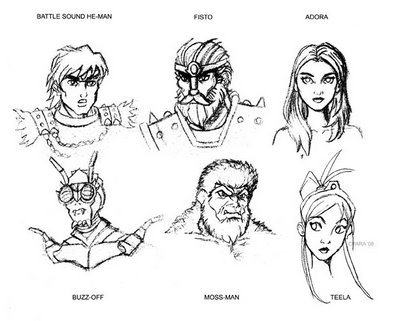 BATTLE SOUND HE-MAN
FISTO
ADORA
BUZZ-OFF
MOSS-MAN
TEELA